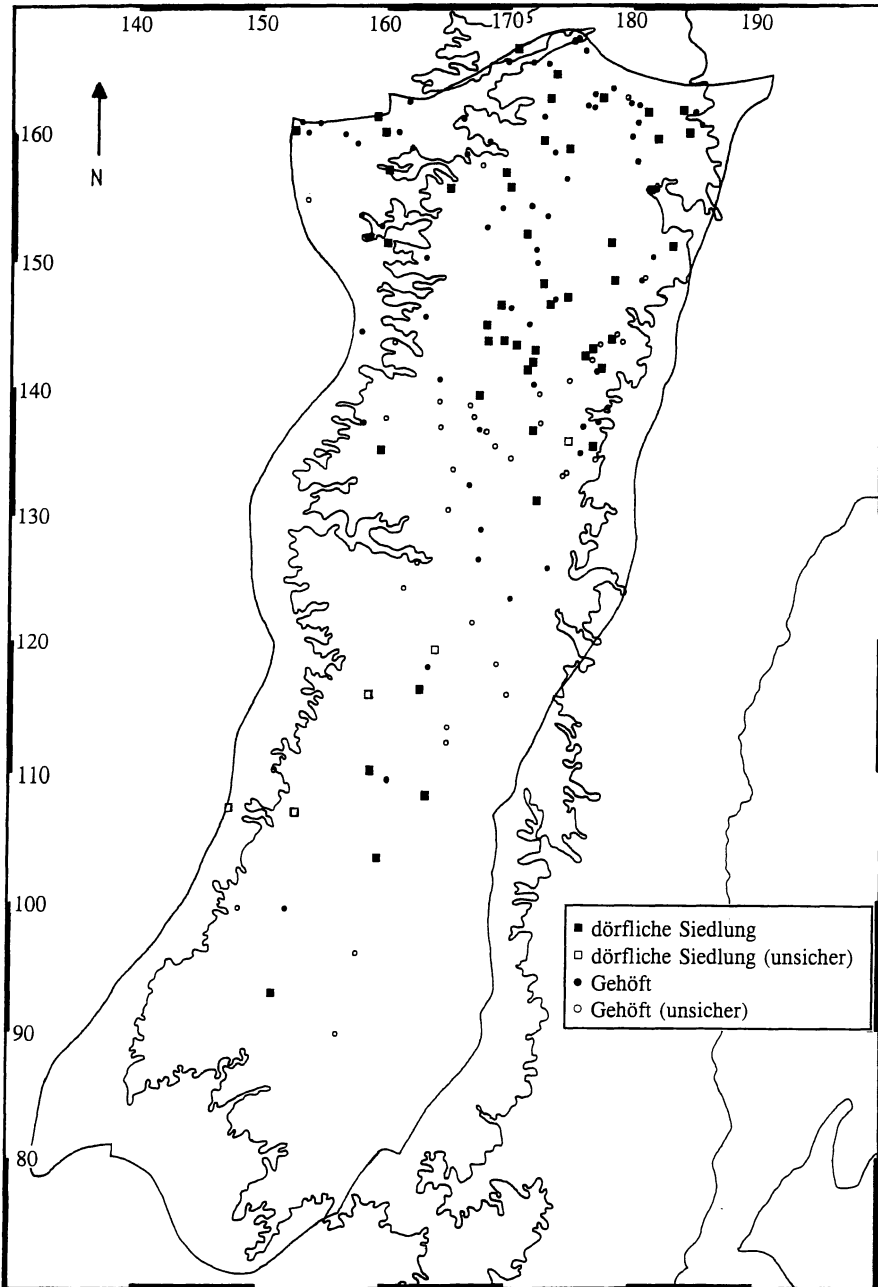 140 150 160 170 180 190
160
N
150
140
130
120
110
100
90
80
■ dörfliche Siedlung
□ dörfliche Siedlung (unsicher)
● Gehöft
○ Gehöft (unsicher)